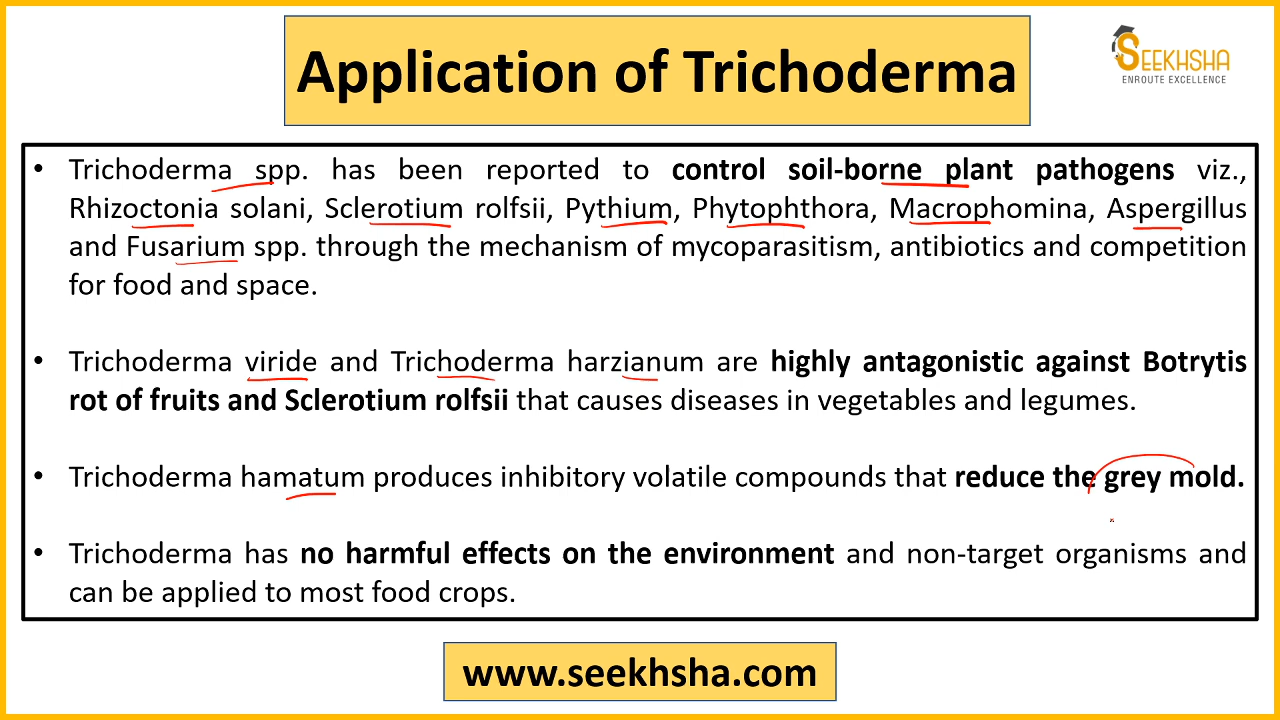 Application of Trichoderma
SEEKHSHA
ENROUTE EXCELLENCE
• Trichoderma spp. has been reported to control soil-borne plant pathogens viz.,
Rhizoctonia solani, Sclerotium rolfsii, Pythium, Phytophthora, Macrophomina, Aspergillus
and Fusarium spp. through the mechanism of mycoparasitism, antibiotics and competition
for food and space.
• Trichoderma viride and Trichoderma harzianum are highly antagonistic against Botrytis
rot of fruits and Sclerotium rolfsii that causes diseases in vegetables and legumes.
• Trichoderma hamatum produces inhibitory volatile compounds that reduce the grey mold.
• Trichoderma has no harmful effects on the environment and non-target organisms and
can be applied to most food crops.
www.seekhsha.com